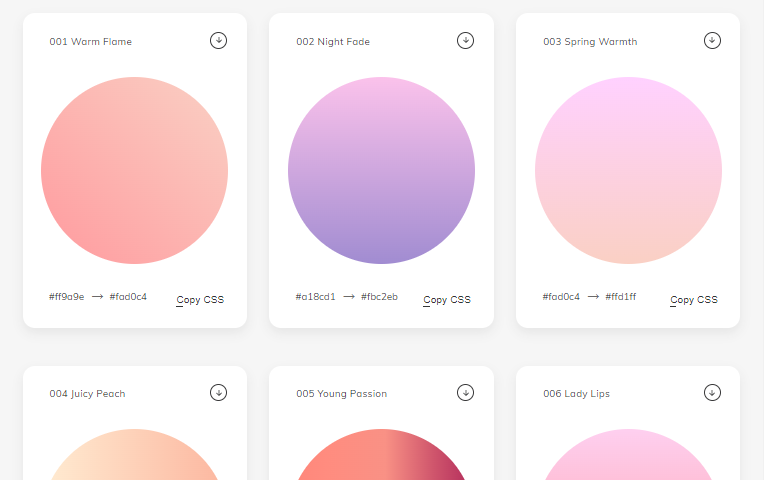 001 Warm Flame
002 Night Fade
003 Spring Warmth
#ff9a9e → #fad0c4
Copy CSS
#a18cd1 → #fbc2eb
Copy CSS
#fad0c4 → #ffd1ff
Copy CSS
004 Juicy Peach
005 Young Passion
006 Lady Lips